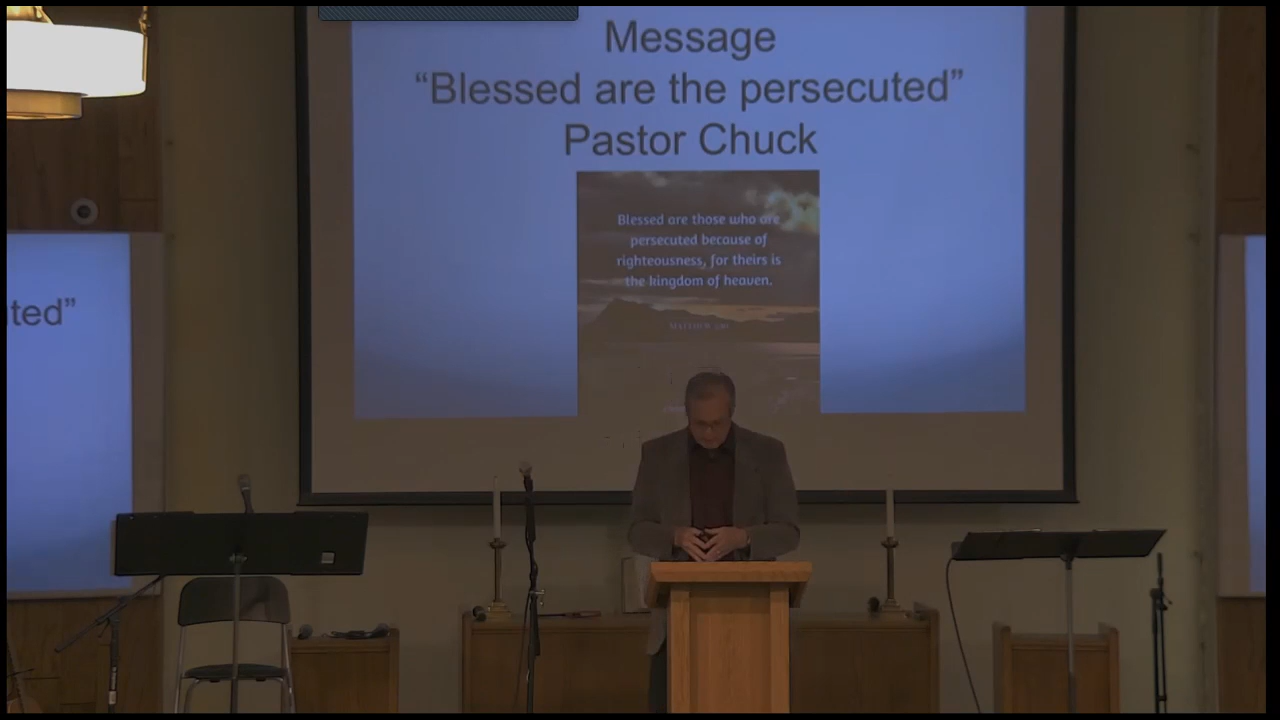 Message
“Blessed are the persecuted”
Pastor Chuck
Blessed are those who are
persecuted because of
righteousness, for theirs is
the kingdom of heaven.
MATTHEW
ted”